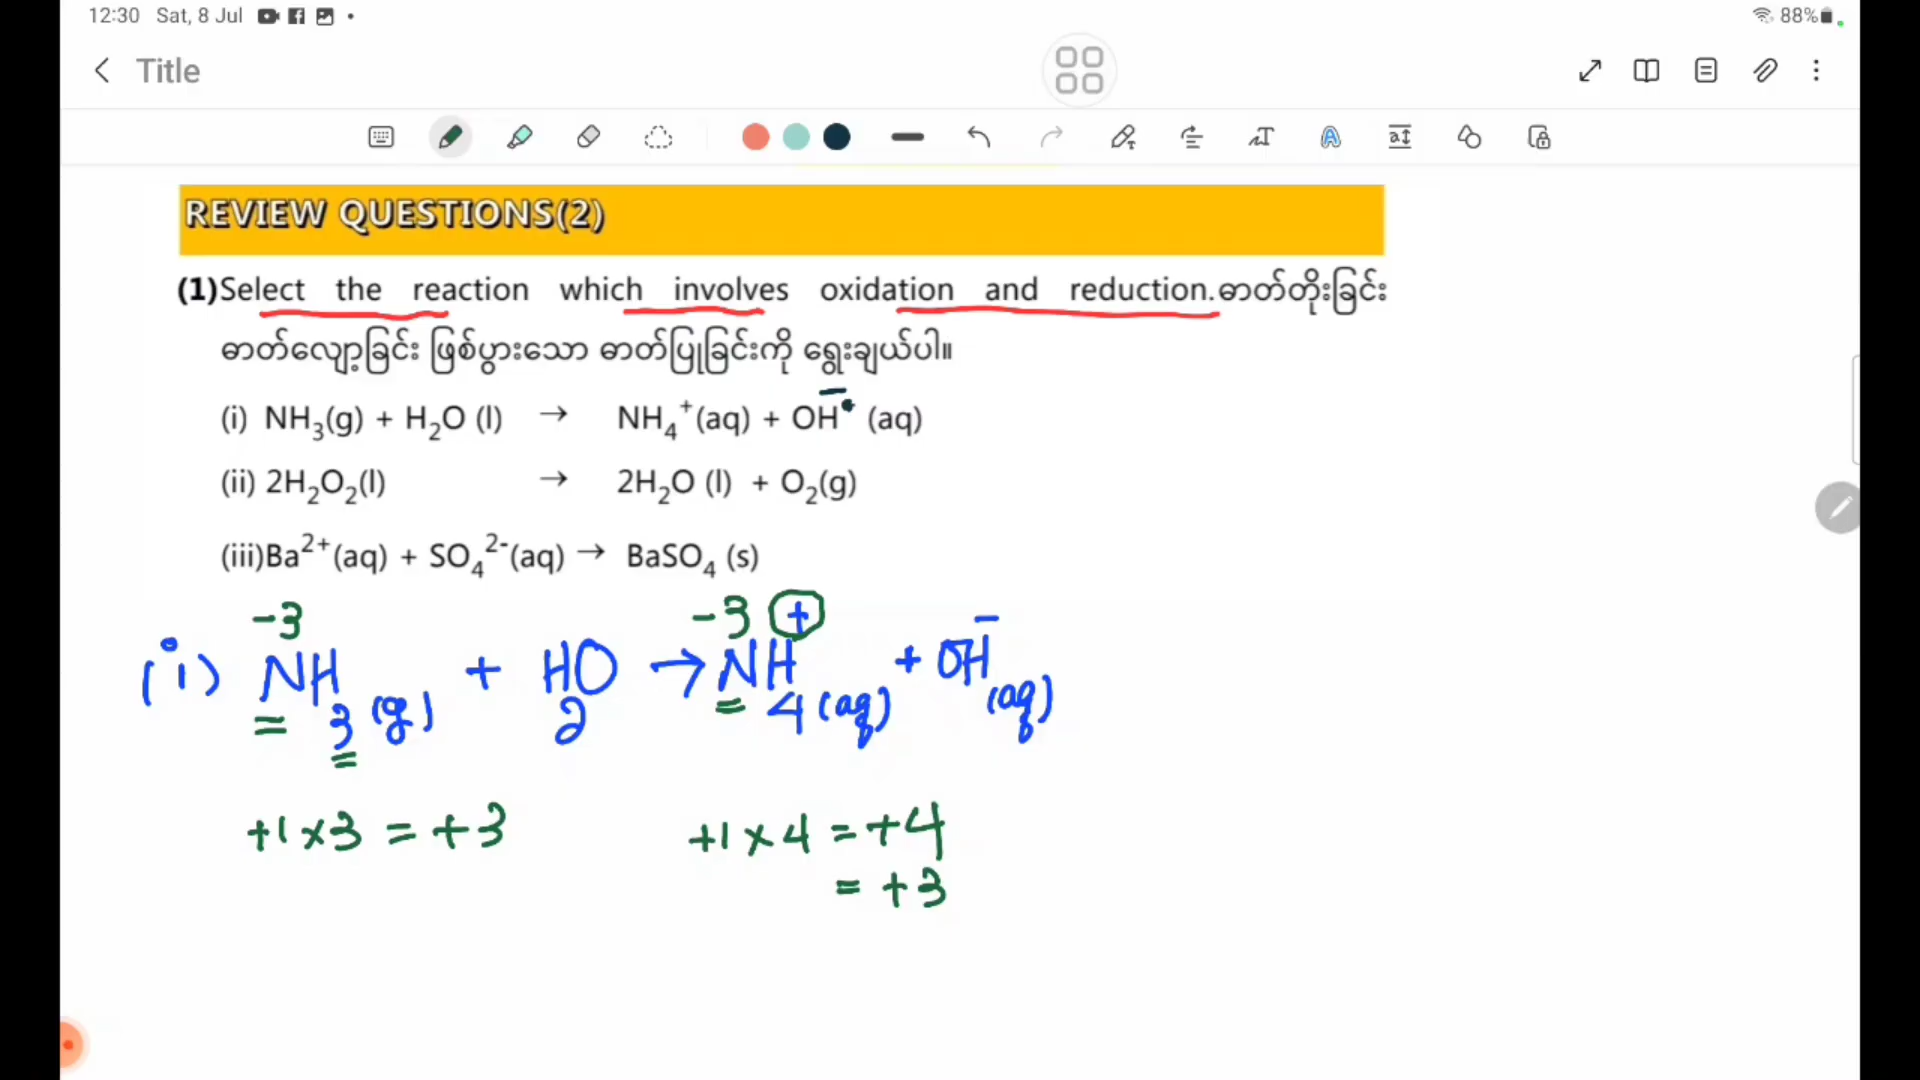 12:30 Sat, 8 Jul 88%
Title
REVIEW QUESTIONS(2)
(1)Select the reaction which involves oxidation and reduction.ဓာတ်တိုးခြင်း
ဓာတ်လျော့ခြင်း ဖြစ်ပွားသော ဓာတ်ပြုခြင်းကို ရွေးချယ်ပါ။
(i) NH₃(g) + H₂O (l) → NH₄⁺(aq) + OH⁻ (aq)
(ii) 2H₂O₂(l) → 2H₂O (l) + O₂(g)
(iii)Ba²⁺(aq) + SO₄²⁻(aq) → BaSO₄ (s)
-3 -3 +
(i) NH₃(g) + H₂O → NH₄(aq) + OH⁻(aq)
+1×3 = +3 +1×4 = +4
= +3